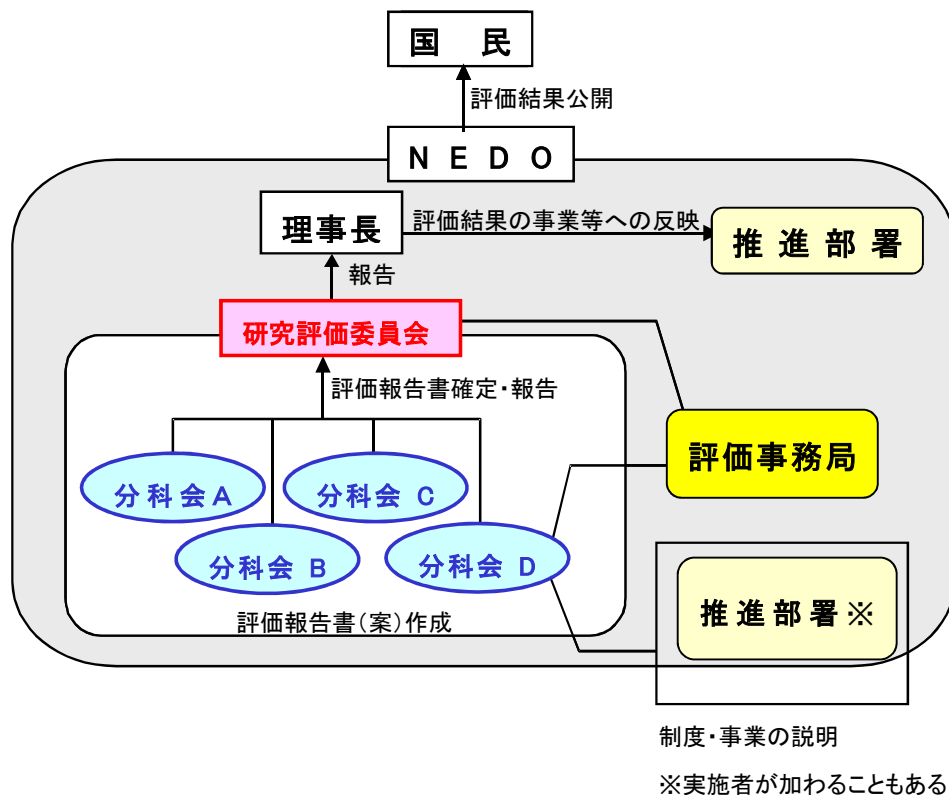 国　民
評価結果公開
ＮＥＤＯ
理事長
評価結果の事業等への反映
推進部署
報告
研究評価委員会
評価報告書確定・報告
評価事務局
分科会A
分科会 C
分科会 B
分科会 D
推進部署※
評価報告書(案)作成
制度・事業の説明
※実施者が加わることもある